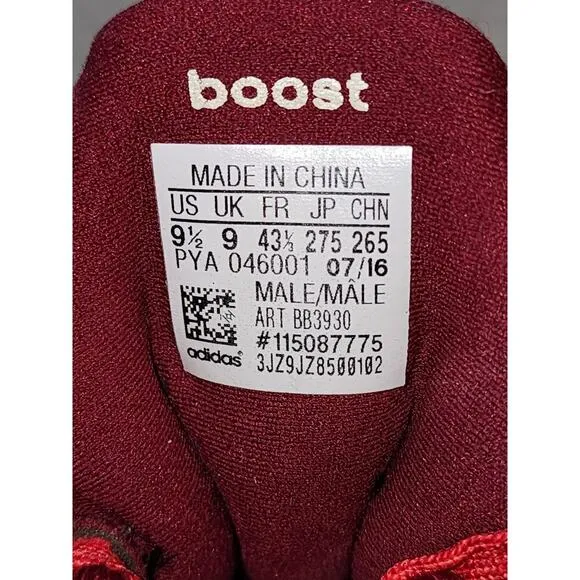 boost
MADE IN CHINA
US UK FR JP CHN
9½ 9 43⅓ 275 265
PYA 046001 07/16
MALE/MÂLE
ART BB3930
#115087775
adidas 3JZ9JZ8500102